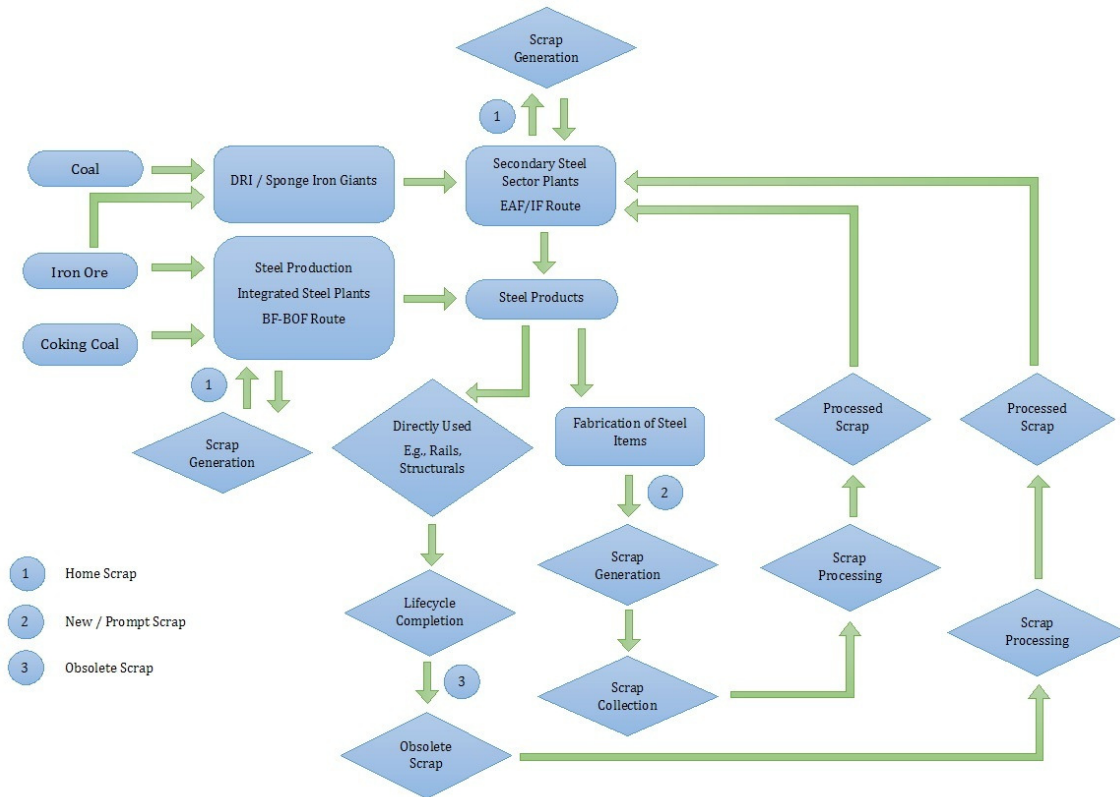 Scrap
Generation
1
Coal
DRI / Sponge Iron Giants
Secondary Steel
Sector Plants
EAF/IF Route
Iron Ore
Steel Production
Integrated Steel Plants
BF-BOF Route
Steel Products
Coking Coal
1
Scrap
Generation
Directly Used
E.g., Rails,
Structurals
Fabrication of Steel
Items
Processed
Scrap
Processed
Scrap
2
Scrap
Generation
Scrap
Processing
1
Home Scrap
2
New / Prompt Scrap
3
Obsolete Scrap
Lifecycle
Completion
Scrap
Processing
3
Scrap
Collection
Obsolete
Scrap